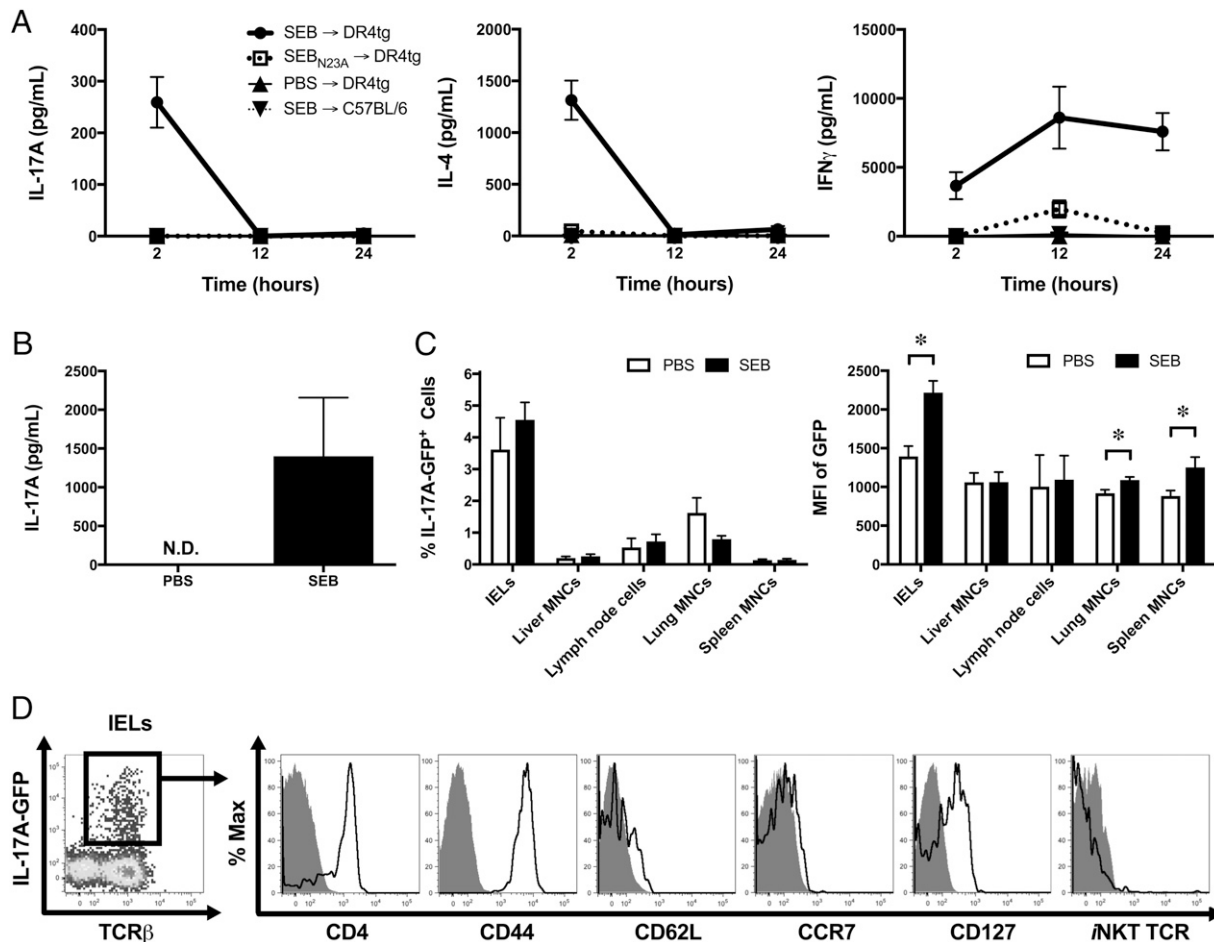 A
IL-17A (pg/mL)
400
300
200
100
0
2
12
24
Time (hours)
SEB → DR4tg
SEBN23A → DR4tg
PBS → DR4tg
SEB → C57BL/6
IL-4 (pg/mL)
2000
1500
1000
500
0
2
12
24
Time (hours)
IFNγ (pg/mL)
15000
10000
5000
0
2
12
24
Time (hours)
B
IL-17A (pg/mL)
2500
2000
1500
1000
500
0
N.D.
PBS
SEB
C
% IL-17A-GFP+ Cells
6
5
4
3
2
1
0
PBS
SEB
IELs
Liver MNCs
Lymph node cells
Lung MNCs
Spleen MNCs
MFI of GFP
2500
2000
1500
1000
500
0
PBS
SEB
*
*
*
IELs
Liver MNCs
Lymph node cells
Lung MNCs
Spleen MNCs
D
IELs
IL-17A-GFP
TCRβ
% Max
CD4
CD44
CD62L
CCR7
CD127
iNKT TCR